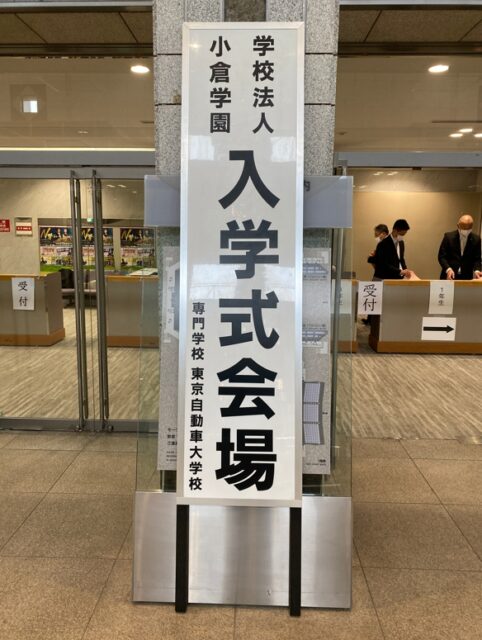 学校法人
小倉学園
入学式会場
専門学校 東京自動車大学校
受付
受付
1年生